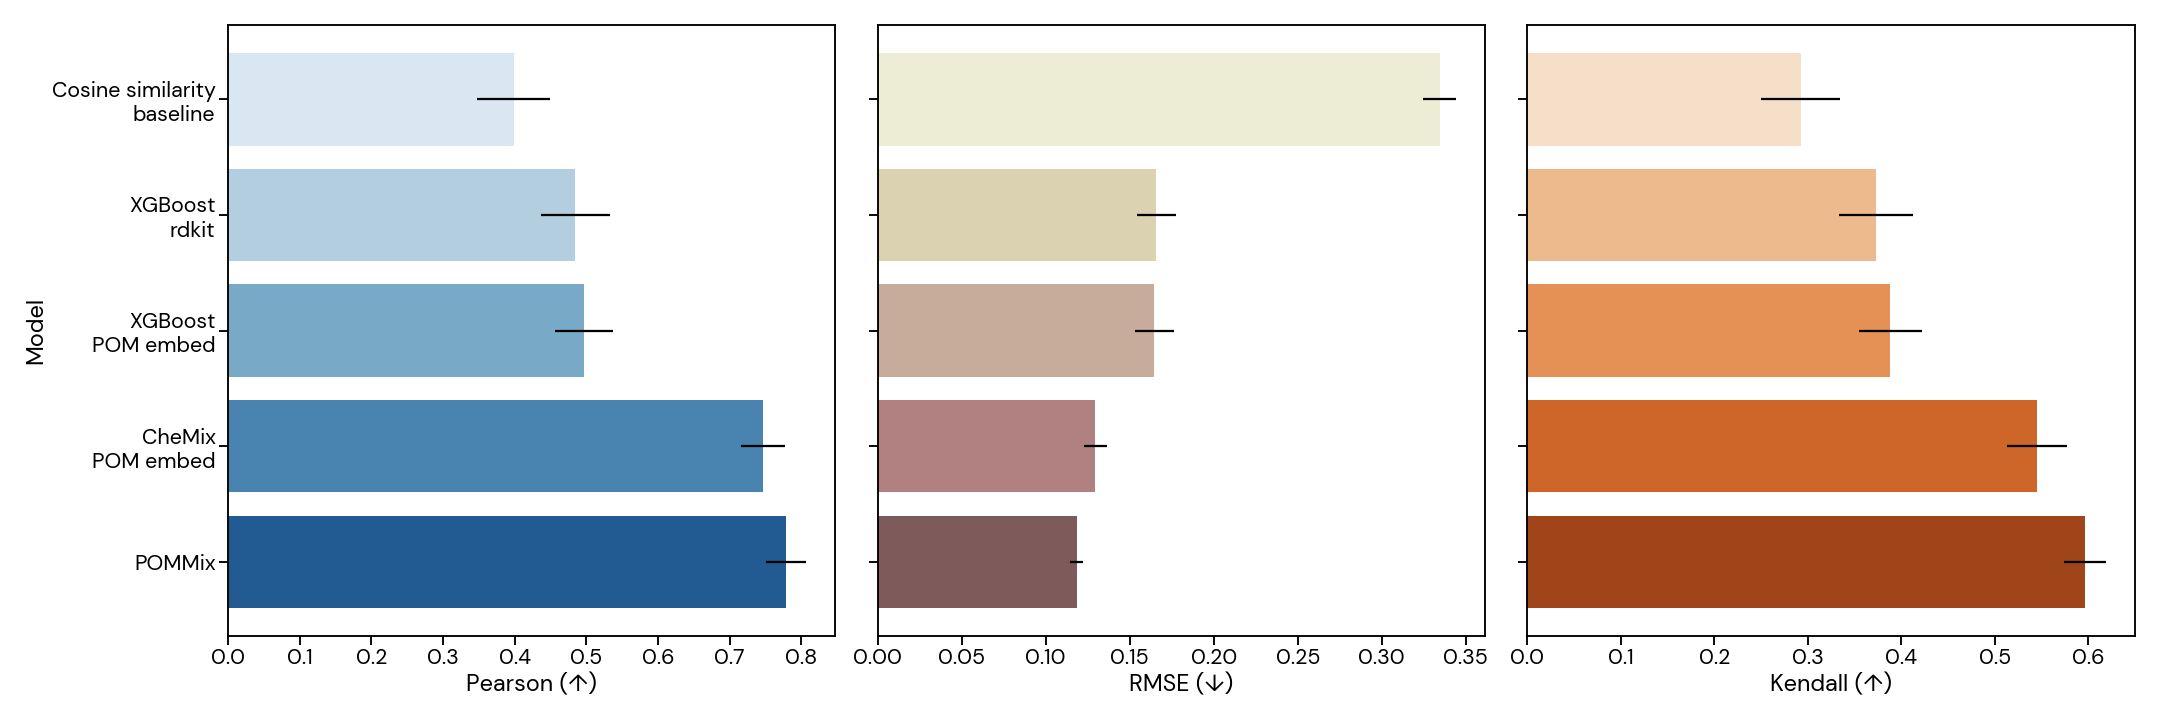 Model
Cosine similarity
baseline
XGBoost
rdkit
XGBoost
POM embed
CheMix
POM embed
POMMix
0.0 0.1 0.2 0.3 0.4 0.5 0.6 0.7 0.8
Pearson (↑)
0.00 0.05 0.10 0.15 0.20 0.25 0.30 0.35
RMSE (↓)
0.0 0.1 0.2 0.3 0.4 0.5 0.6
Kendall (↑)